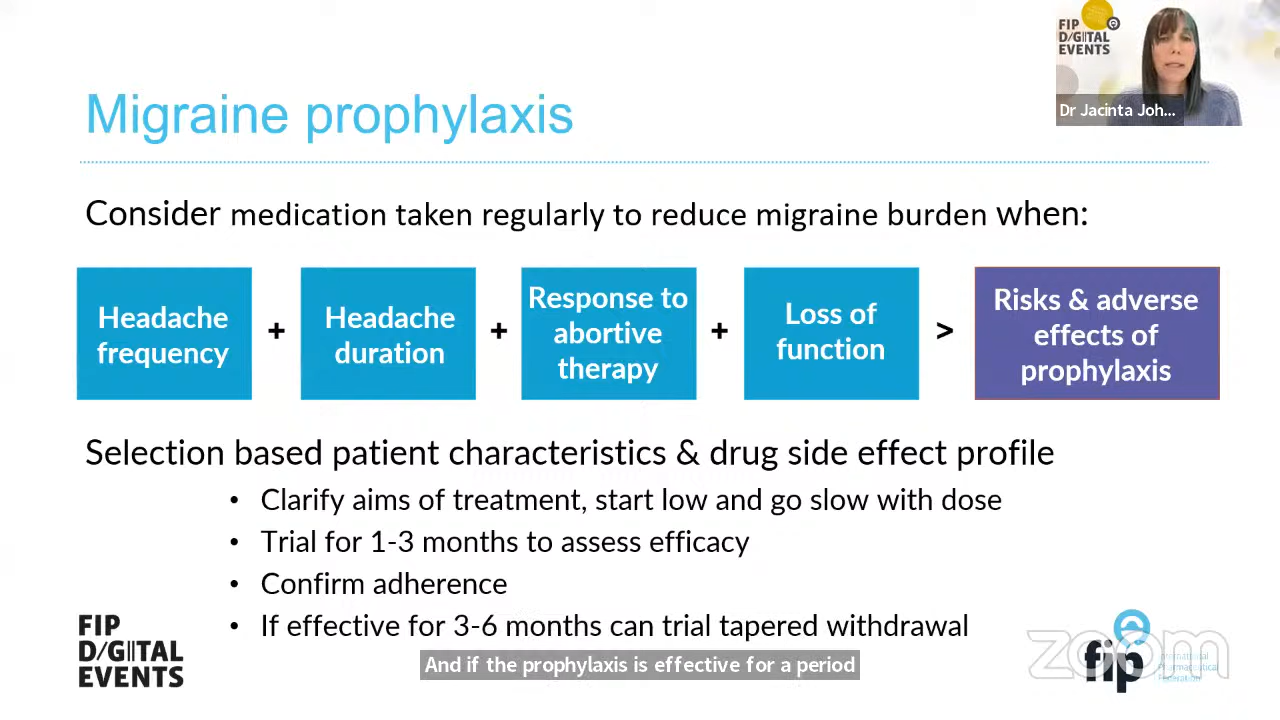 FIP
D/G|TAL
EVENTS
Dr Jacinta Joh...
Migraine prophylaxis
Consider medication taken regularly to reduce migraine burden when:
Headache
frequency
+
Headache
duration
+
Response to
abortive
therapy
+
Loss of
function
>
Risks & adverse
effects of
prophylaxis
Selection based patient characteristics & drug side effect profile
• Clarify aims of treatment, start low and go slow with dose
• Trial for 1-3 months to assess efficacy
• Confirm adherence
• If effective for 3-6 months can trial tapered withdrawal
And if the prophylaxis is effective for a period
FIP
D/G|TAL
EVENTS
zoom
fip
International
Pharmaceutical
Federation